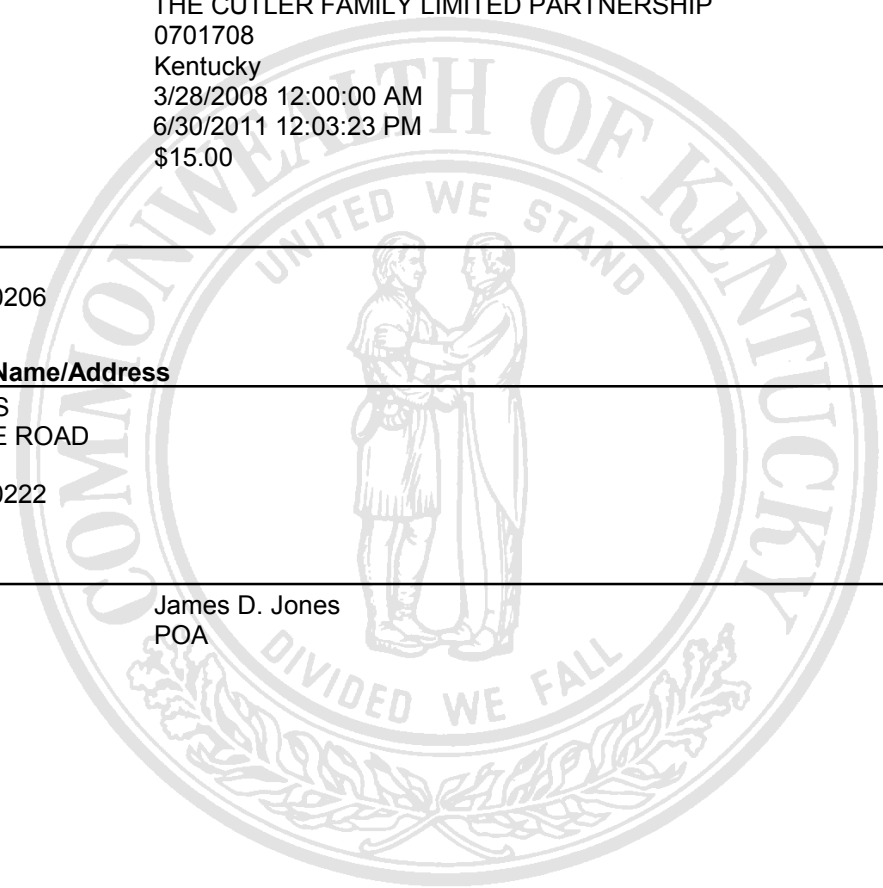 THE CUTLER FAMILY LIMITED PARTNERSHIP
0701708
Kentucky
3/28/2008 12:00:00 AM
6/30/2011 12:03:23 PM
$15.00
0206
Name/Address
S
E ROAD
0222
James D. Jones
POA
COMMONWEALTH OF KENTUCKY
UNITED WE STAND
DIVIDED WE FALL